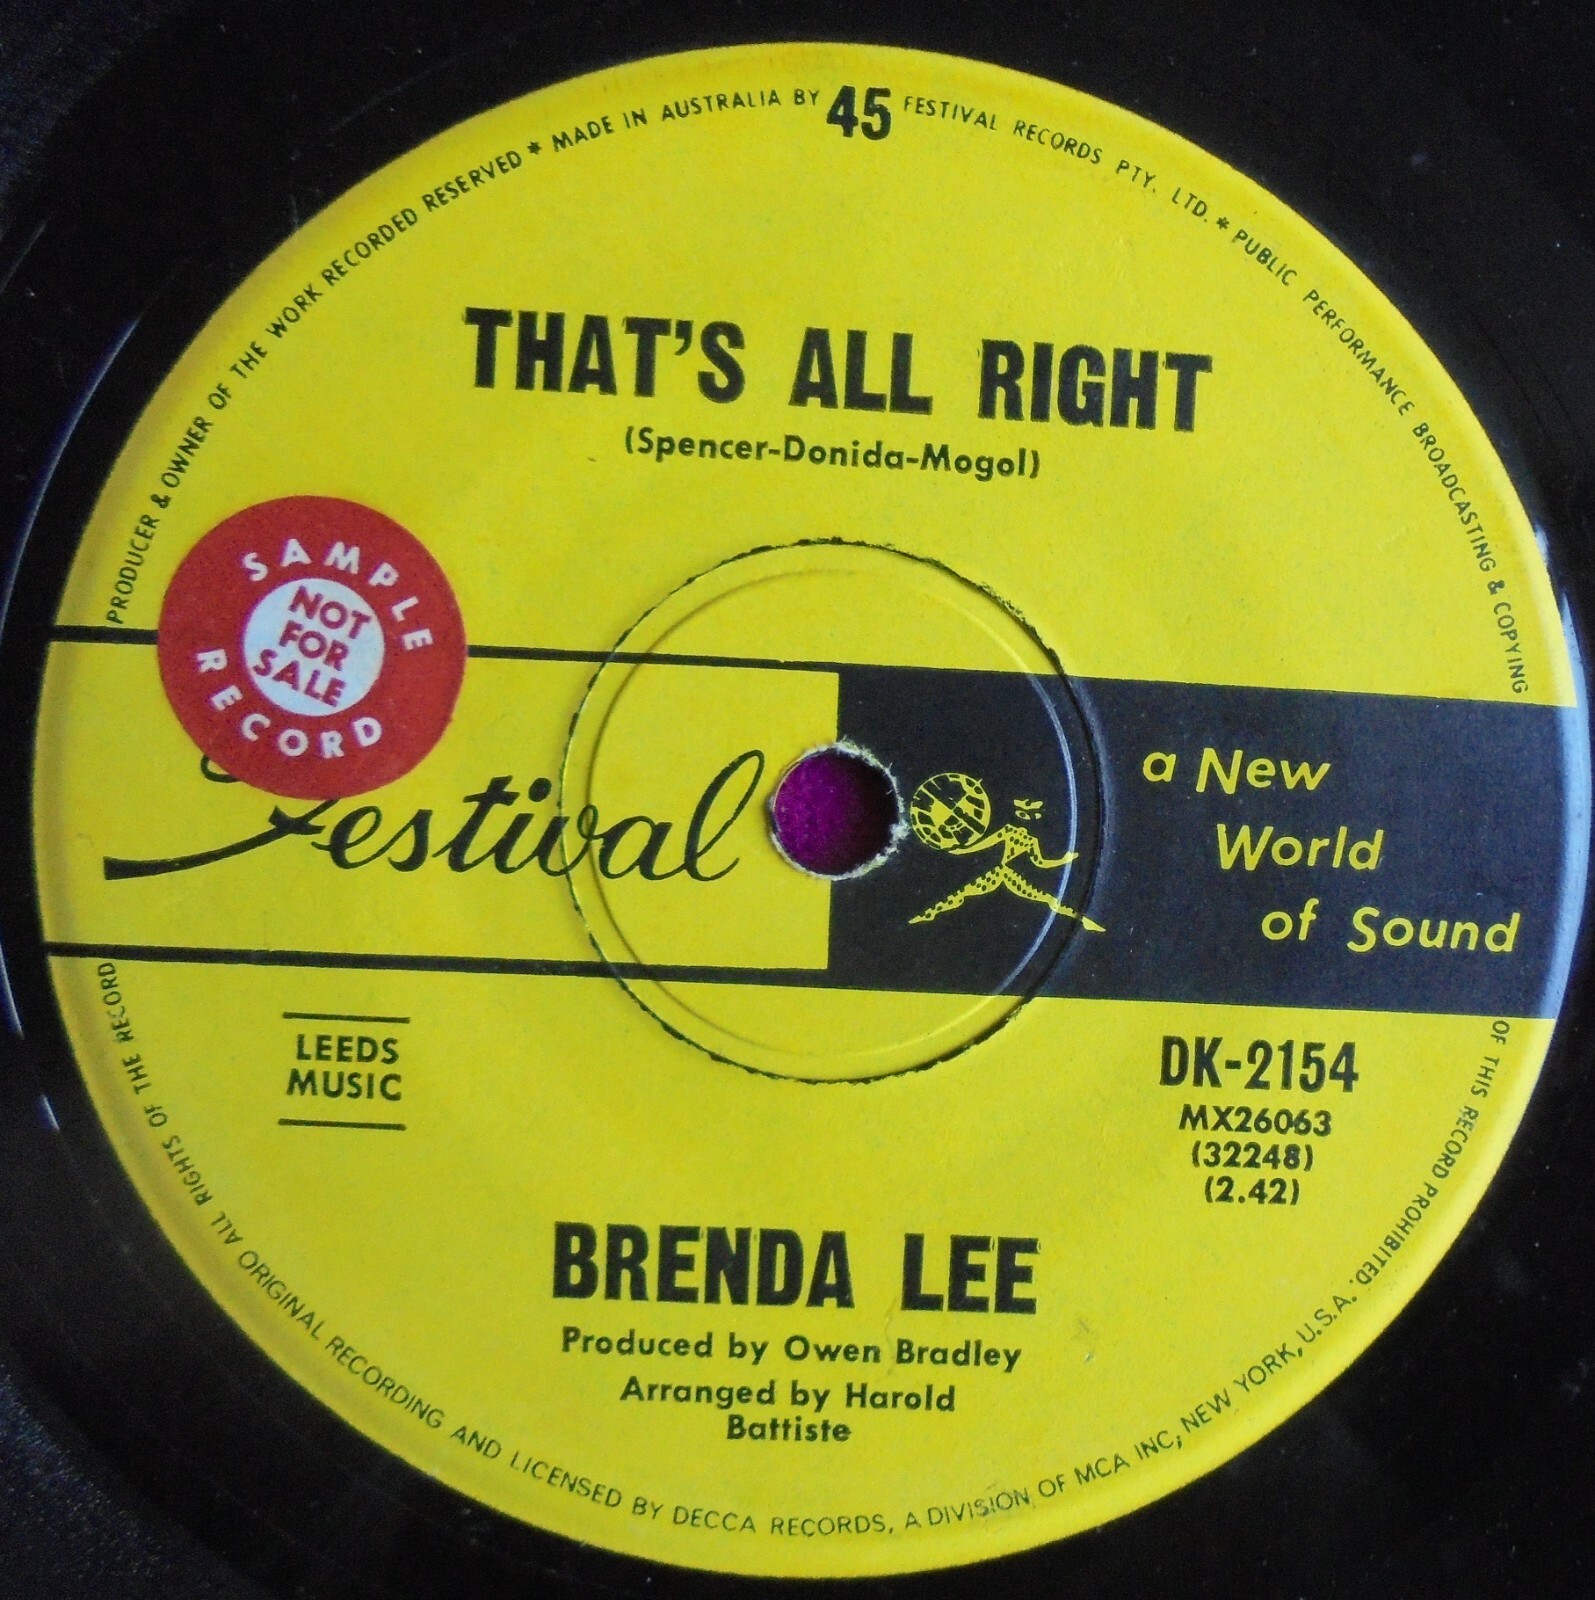 PRODUCER & OWNER OF THE WORK RECORDED RESERVED * MADE IN AUSTRALIA BY 45 FESTIVAL RECORDS PTY. LTD. * PUBLIC PERFORMANCE BROADCASTING & COPYING
THAT'S ALL RIGHT
(Spencer-Donida-Mogol)
SAMPLE
NOT
FOR
SALE
RECORD
Festival
a New
World
of Sound
LEEDS
MUSIC
DK-2154
MX26063
(32248)
(2.42)
BRENDA LEE
Produced by Owen Bradley
Arranged by Harold
Battiste
OF THIS RECORD PROHIBITED.
ORIGINAL RECORDING AND LICENSED BY DECCA RECORDS, A DIVISION OF MCA INC, NEW YORK, U.S.A.
ALL RIGHTS OF THE RECORD